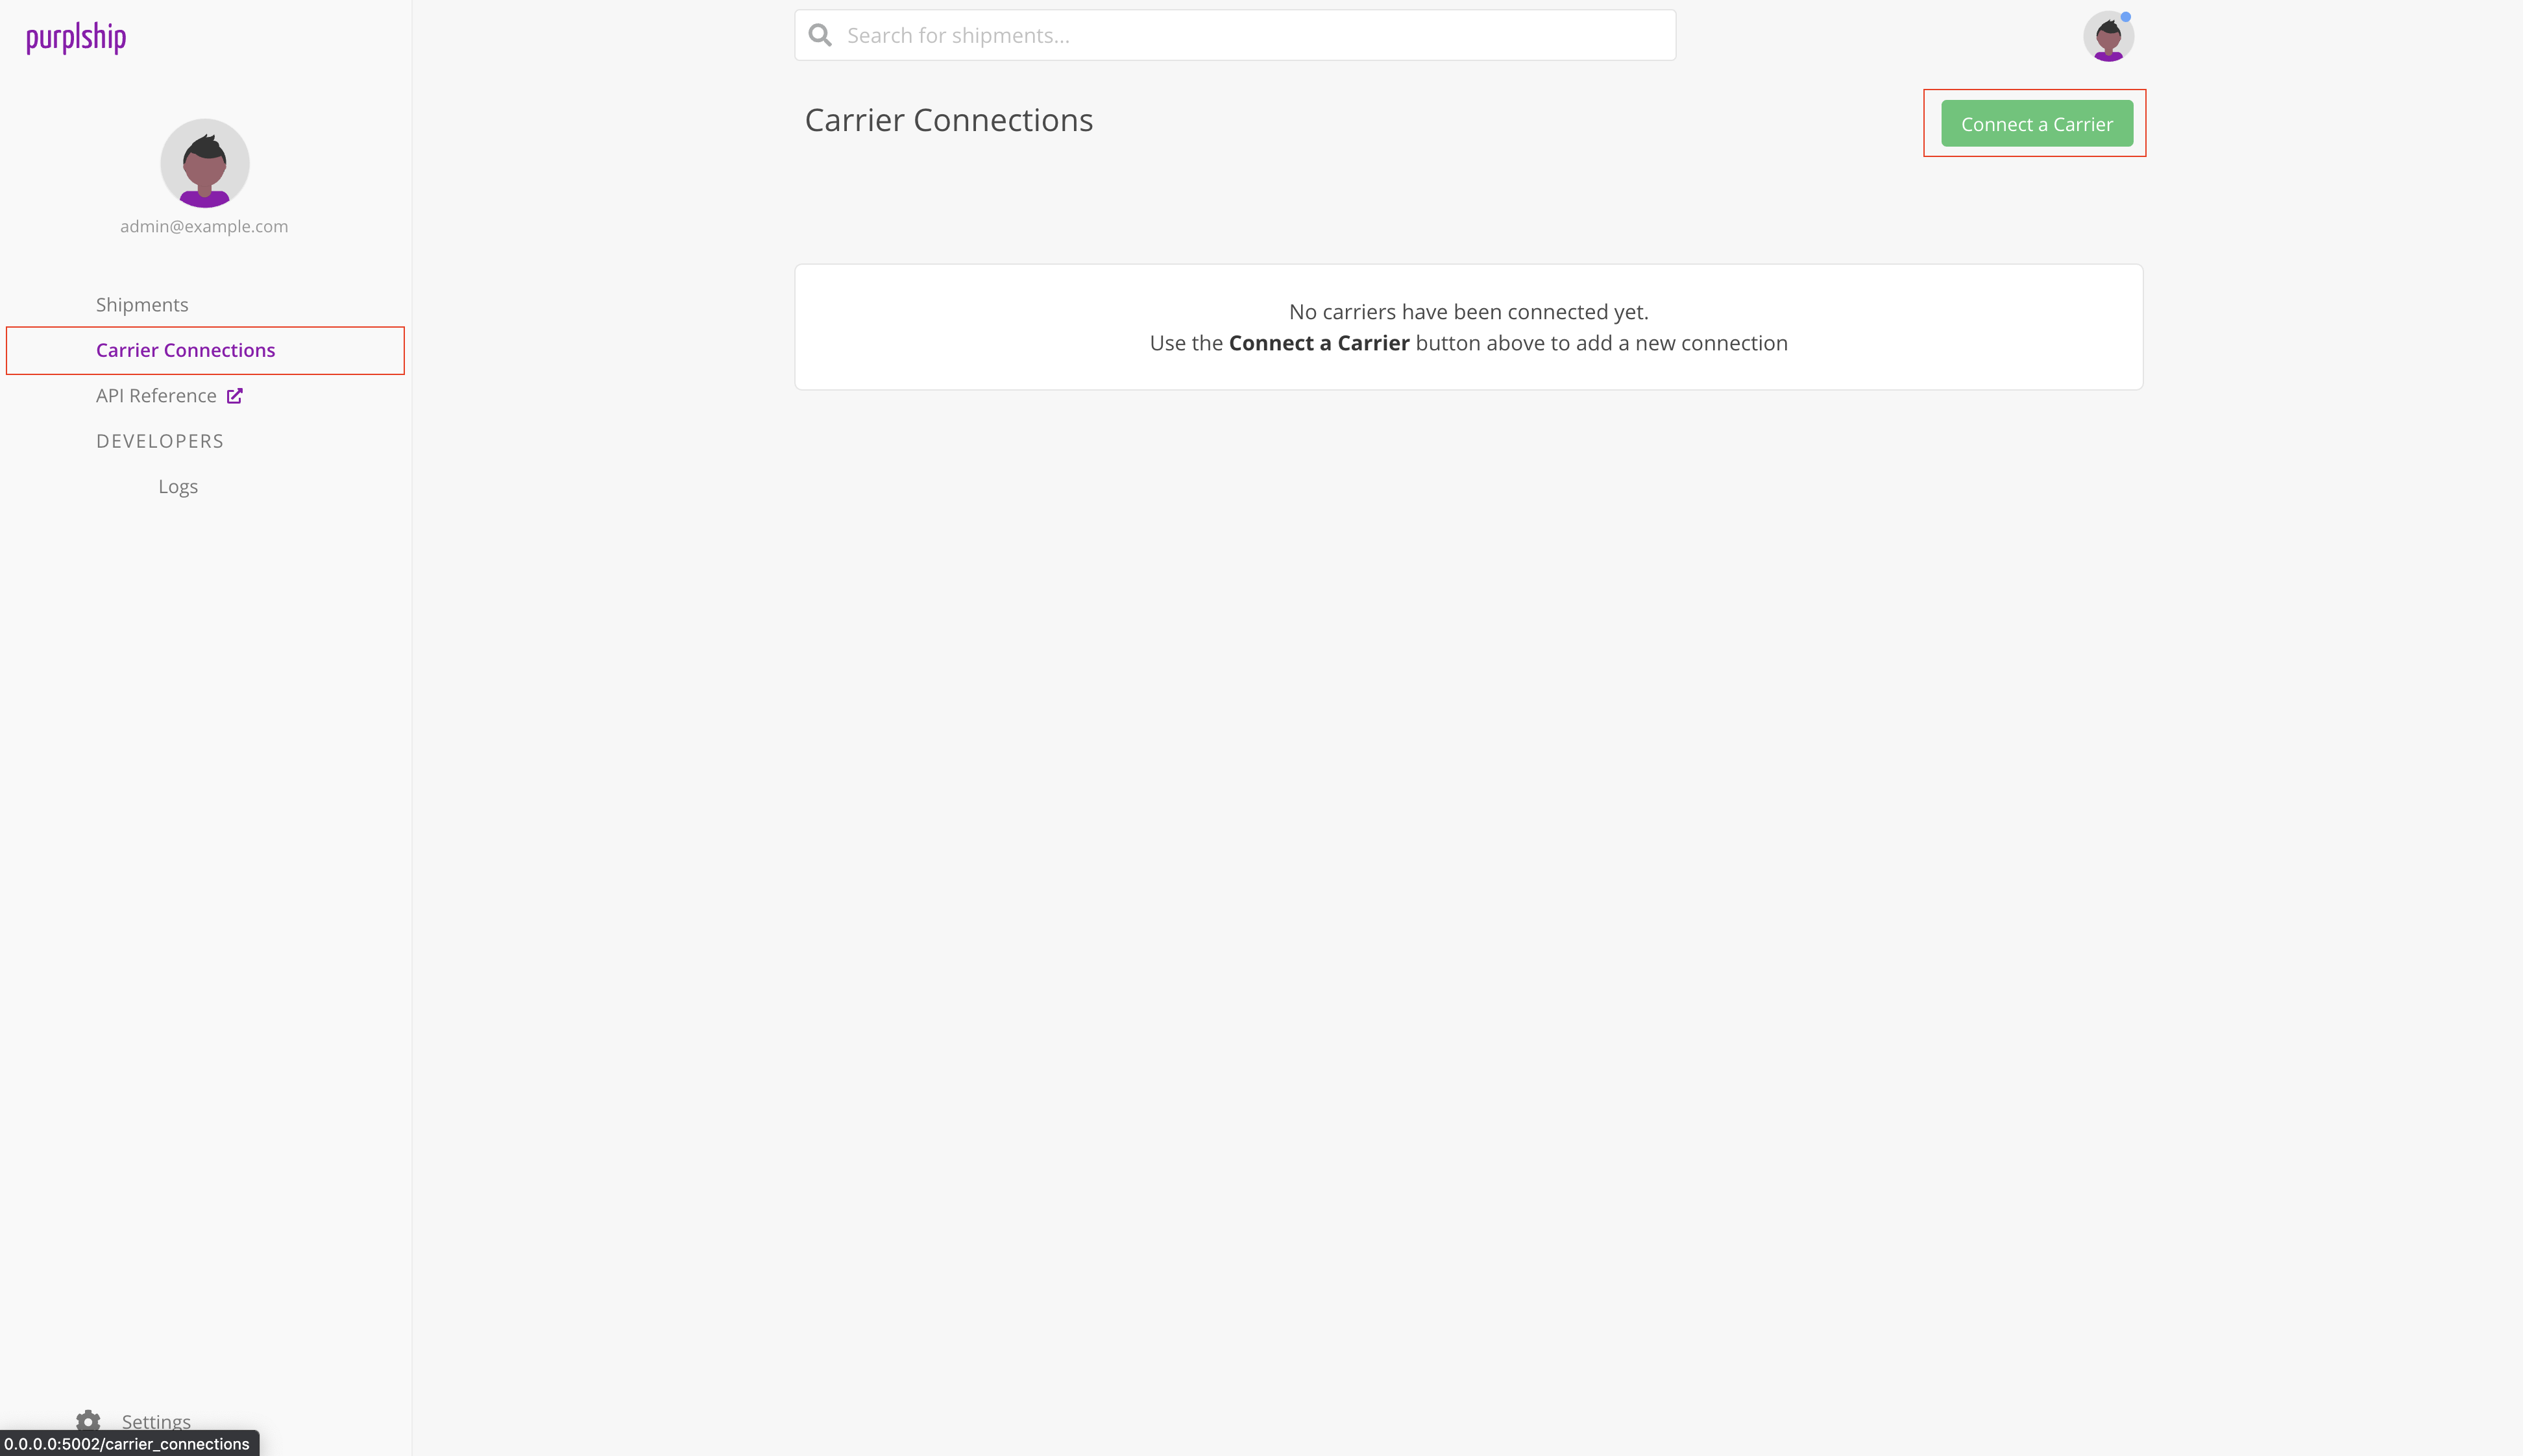 purplship
Search for shipments...
admin@example.com
Shipments
Carrier Connections
API Reference
DEVELOPERS
Logs
Settings
0.0.0.0:5002/carrier_connections
Carrier Connections
Connect a Carrier
No carriers have been connected yet.
Use the Connect a Carrier button above to add a new connection